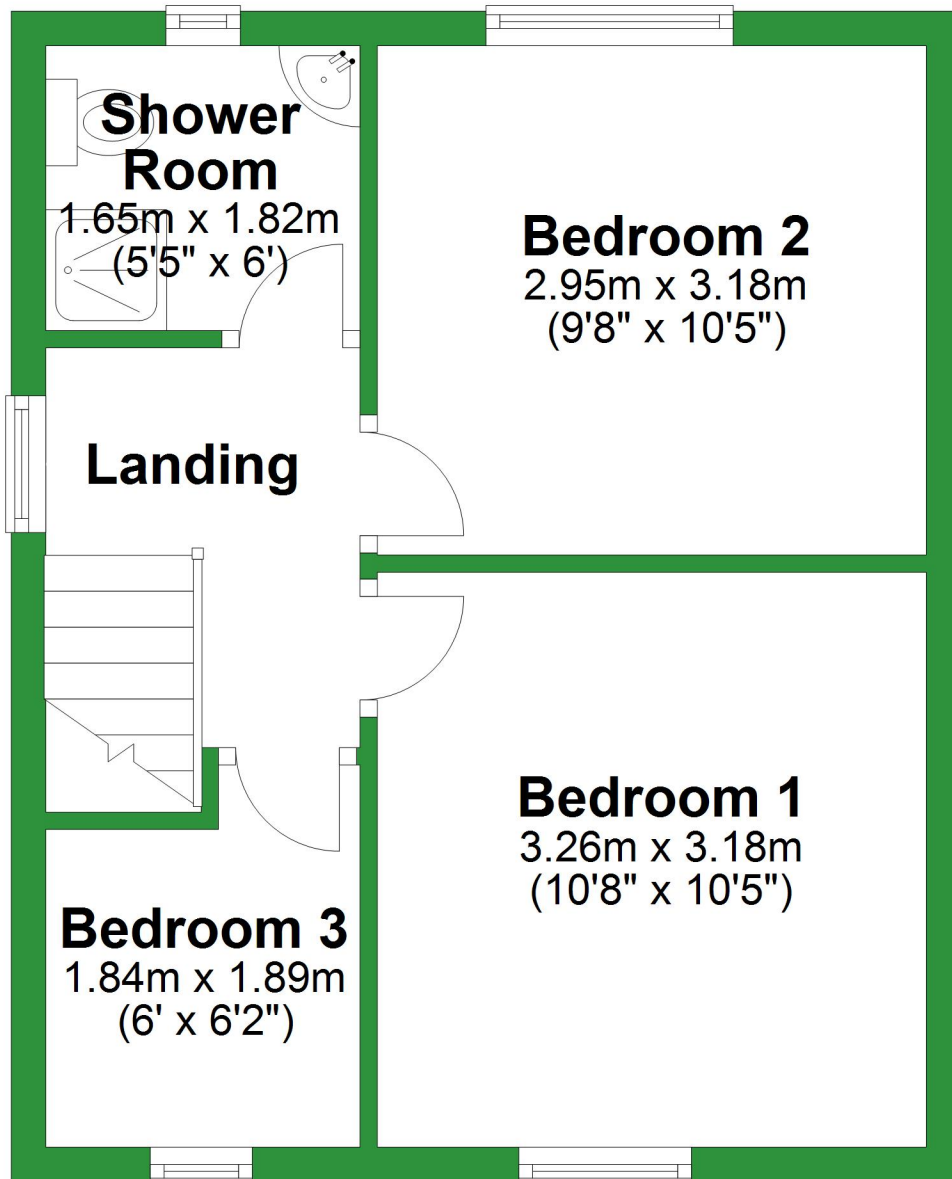 Shower
Room
1.65m x 1.82m
(5'5" x 6')
Bedroom 2
2.95m x 3.18m
(9'8" x 10'5")
Landing
Bedroom 1
3.26m x 3.18m
(10'8" x 10'5")
Bedroom 3
1.84m x 1.89m
(6' x 6'2")